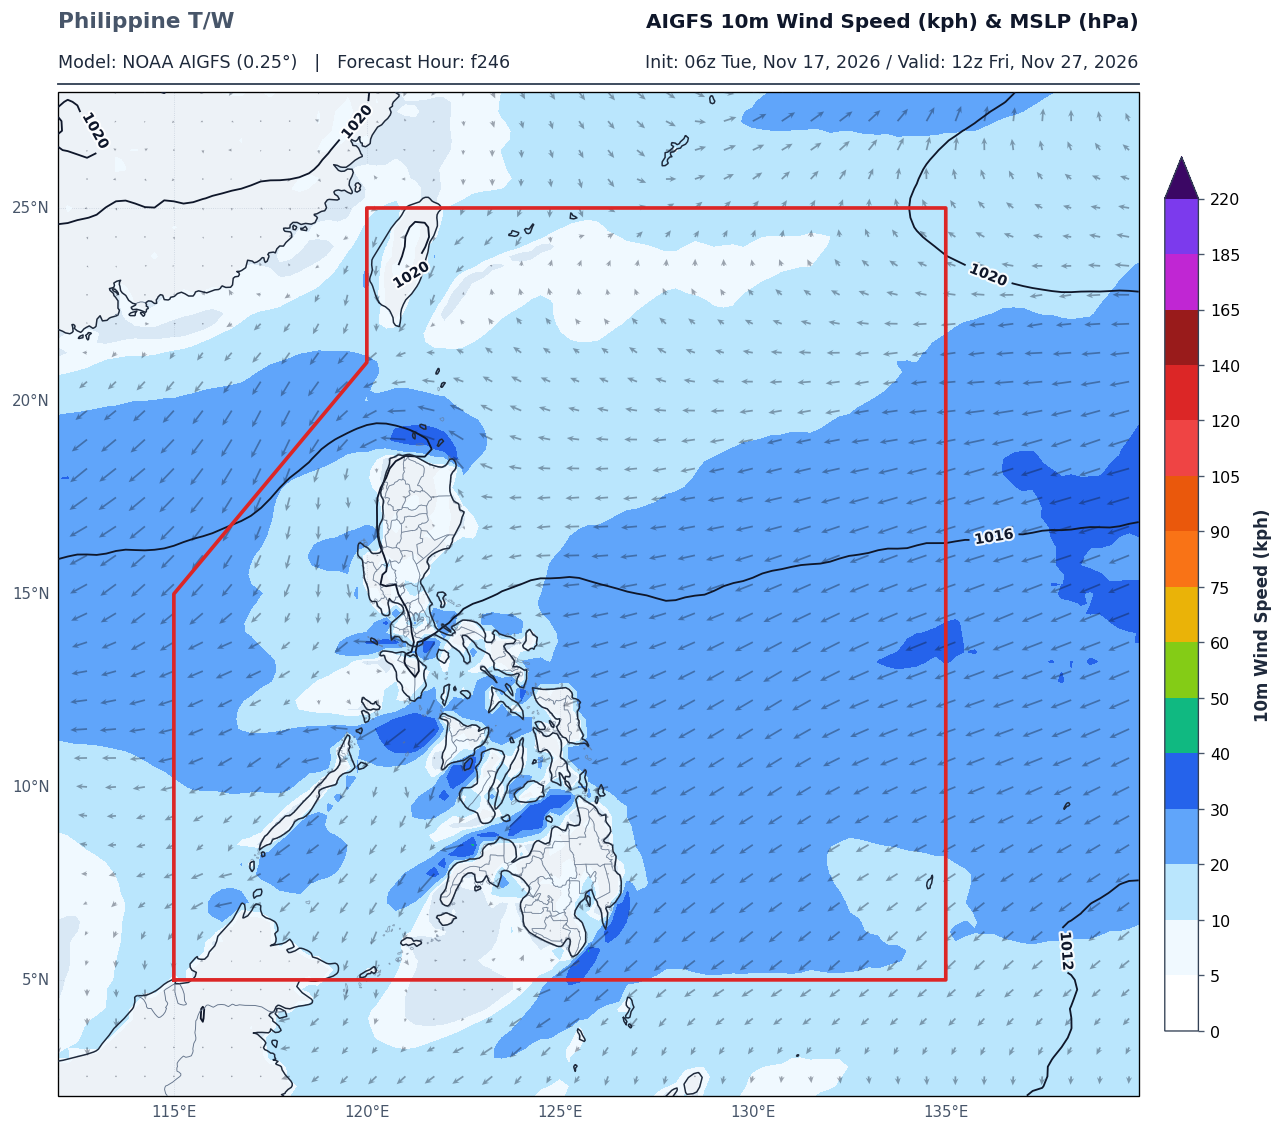 Philippine T/W
AIGFS 10m Wind Speed (kph) & MSLP (hPa)
Model: NOAA AIGFS (0.25°) | Forecast Hour: f246
Init: 06z Tue, Nov 17, 2026 / Valid: 12z Fri, Nov 27, 2026
1020
1020
1020
1020
1016
1012
25°N
20°N
15°N
10°N
5°N
115°E
120°E
125°E
130°E
135°E
220
185
165
140
120
105
90
75
60
50
40
30
20
10
5
0
10m Wind Speed (kph)